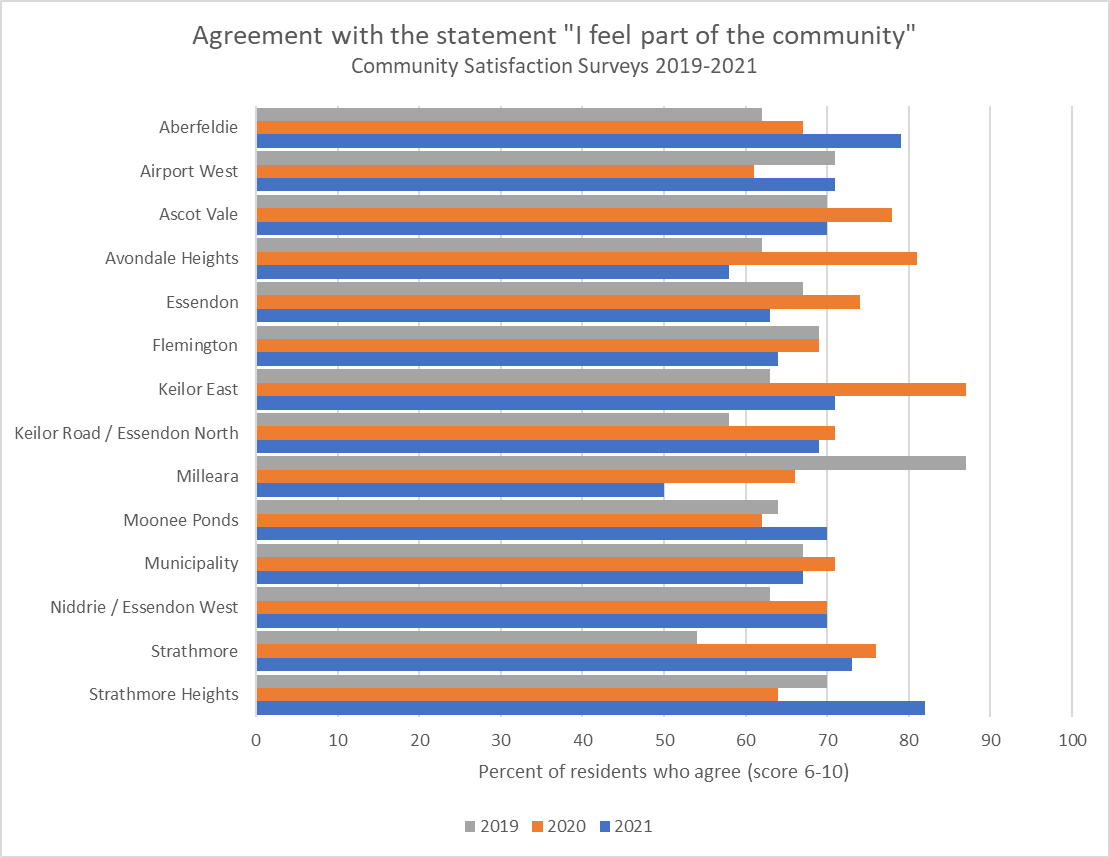 Agreement with the statement "I feel part of the community"
Community Satisfaction Surveys 2019-2021
Aberfeldie
Airport West
Ascot Vale
Avondale Heights
Essendon
Flemington
Keilor East
Keilor Road / Essendon North
Milleara
Moonee Ponds
Municipality
Niddrie / Essendon West
Strathmore
Strathmore Heights
0 10 20 30 40 50 60 70 80 90 100
Percent of residents who agree (score 6-10)
2019 2020 2021